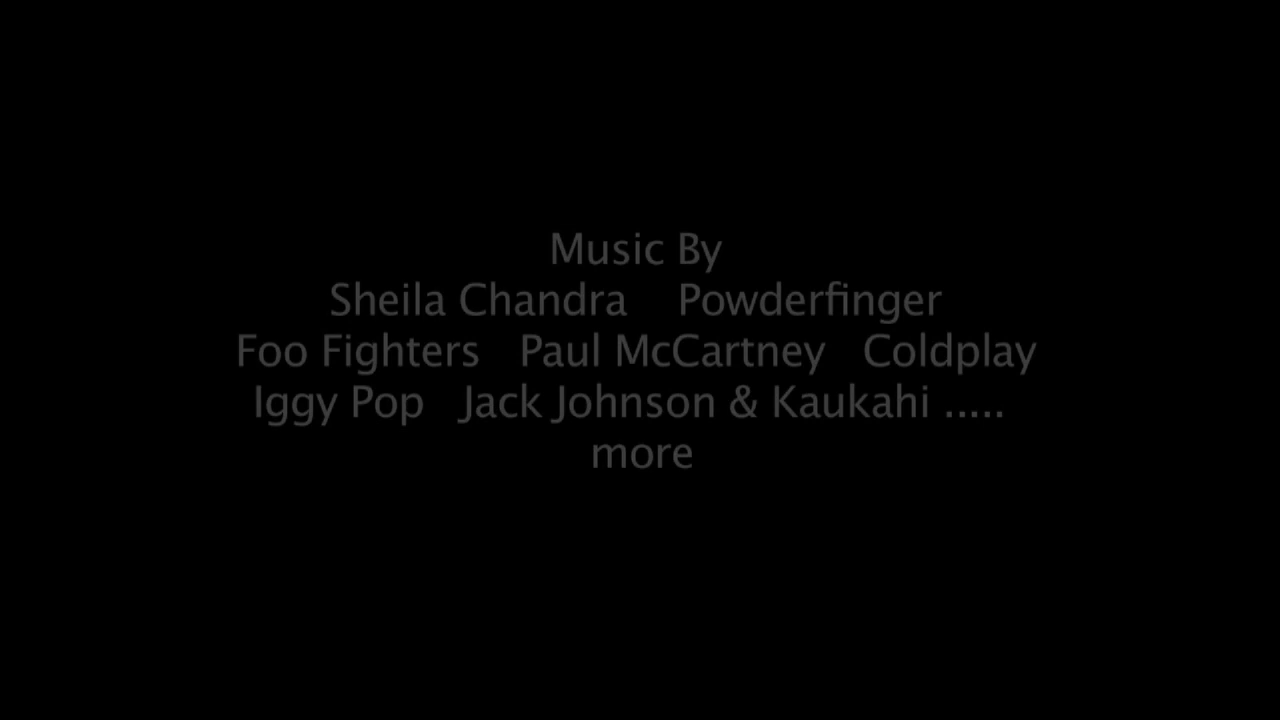 Music By
Sheila Chandra Powderfinger
Foo Fighters Paul McCartney Coldplay
Iggy Pop Jack Johnson & Kaukahi .....
more